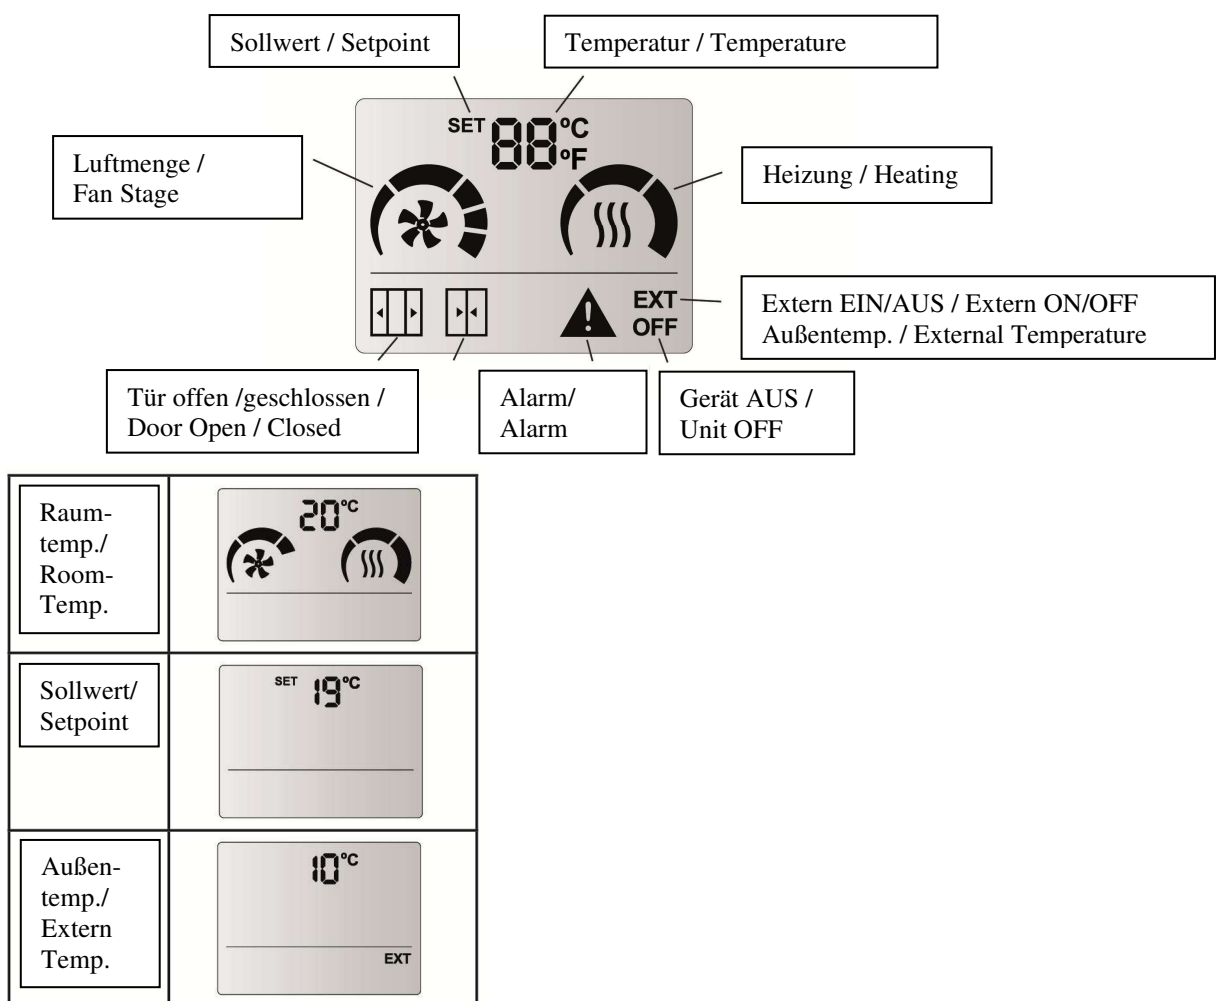 Sollwert / Setpoint
Temperatur / Temperature
SET 88 °C
°F
Luftmenge /
Fan Stage
Heizung / Heating
EXT
OFF
Extern EIN/AUS / Extern ON/OFF
Außentemp. / External Temperature
Tür offen /geschlossen /
Door Open / Closed
Alarm/
Alarm
Gerät AUS /
Unit OFF
Raum-
temp./
Room-
Temp.
20°C
Sollwert/
Setpoint
SET 19°C
Außen-
temp./
Extern
Temp.
10°C
EXT